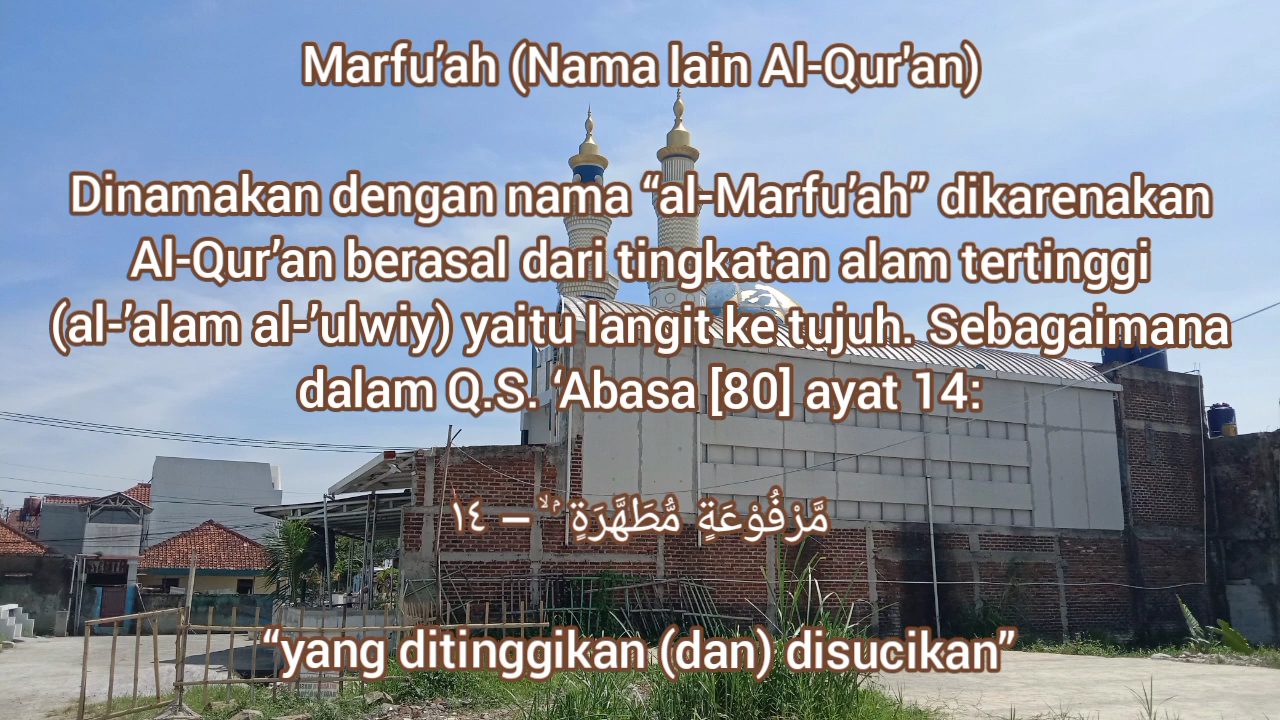 Marfu’ah (Nama lain Al-Qur'an)
Dinamakan dengan nama “al-Marfu’ah” dikarenakan
Al-Qur’an berasal dari tingkatan alam tertinggi
(al-’alam al-’ulwiy) yaitu langit ke tujuh. Sebagaimana
dalam Q.S. ‘Abasa [80] ayat 14:
مَّرْفُوْعَةٍ مُّطَهَّرَةٍ ۢ ۙ – ١٤
“yang ditinggikan (dan) disucikan”